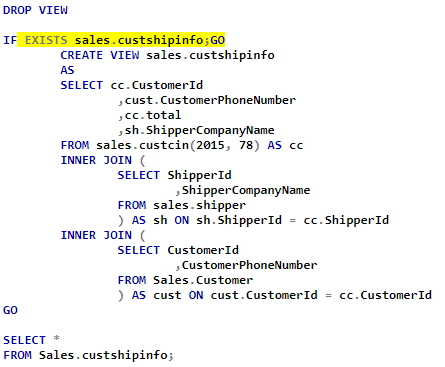 DROP VIEW
IF EXISTS sales.custshipinfo;GO
CREATE VIEW sales.custshipinfo
AS
SELECT cc.CustomerId
,cust.CustomerPhoneNumber
,cc.total
,sh.ShipperCompanyName
FROM sales.custcin(2015, 78) AS cc
INNER JOIN (
SELECT ShipperId
,ShipperCompanyName
FROM sales.shipper
) AS sh ON sh.ShipperId = cc.ShipperId
INNER JOIN (
SELECT CustomerId
,CustomerPhoneNumber
FROM Sales.Customer
) AS cust ON cust.CustomerId = cc.CustomerId
GO
SELECT *
FROM Sales.custshipinfo;